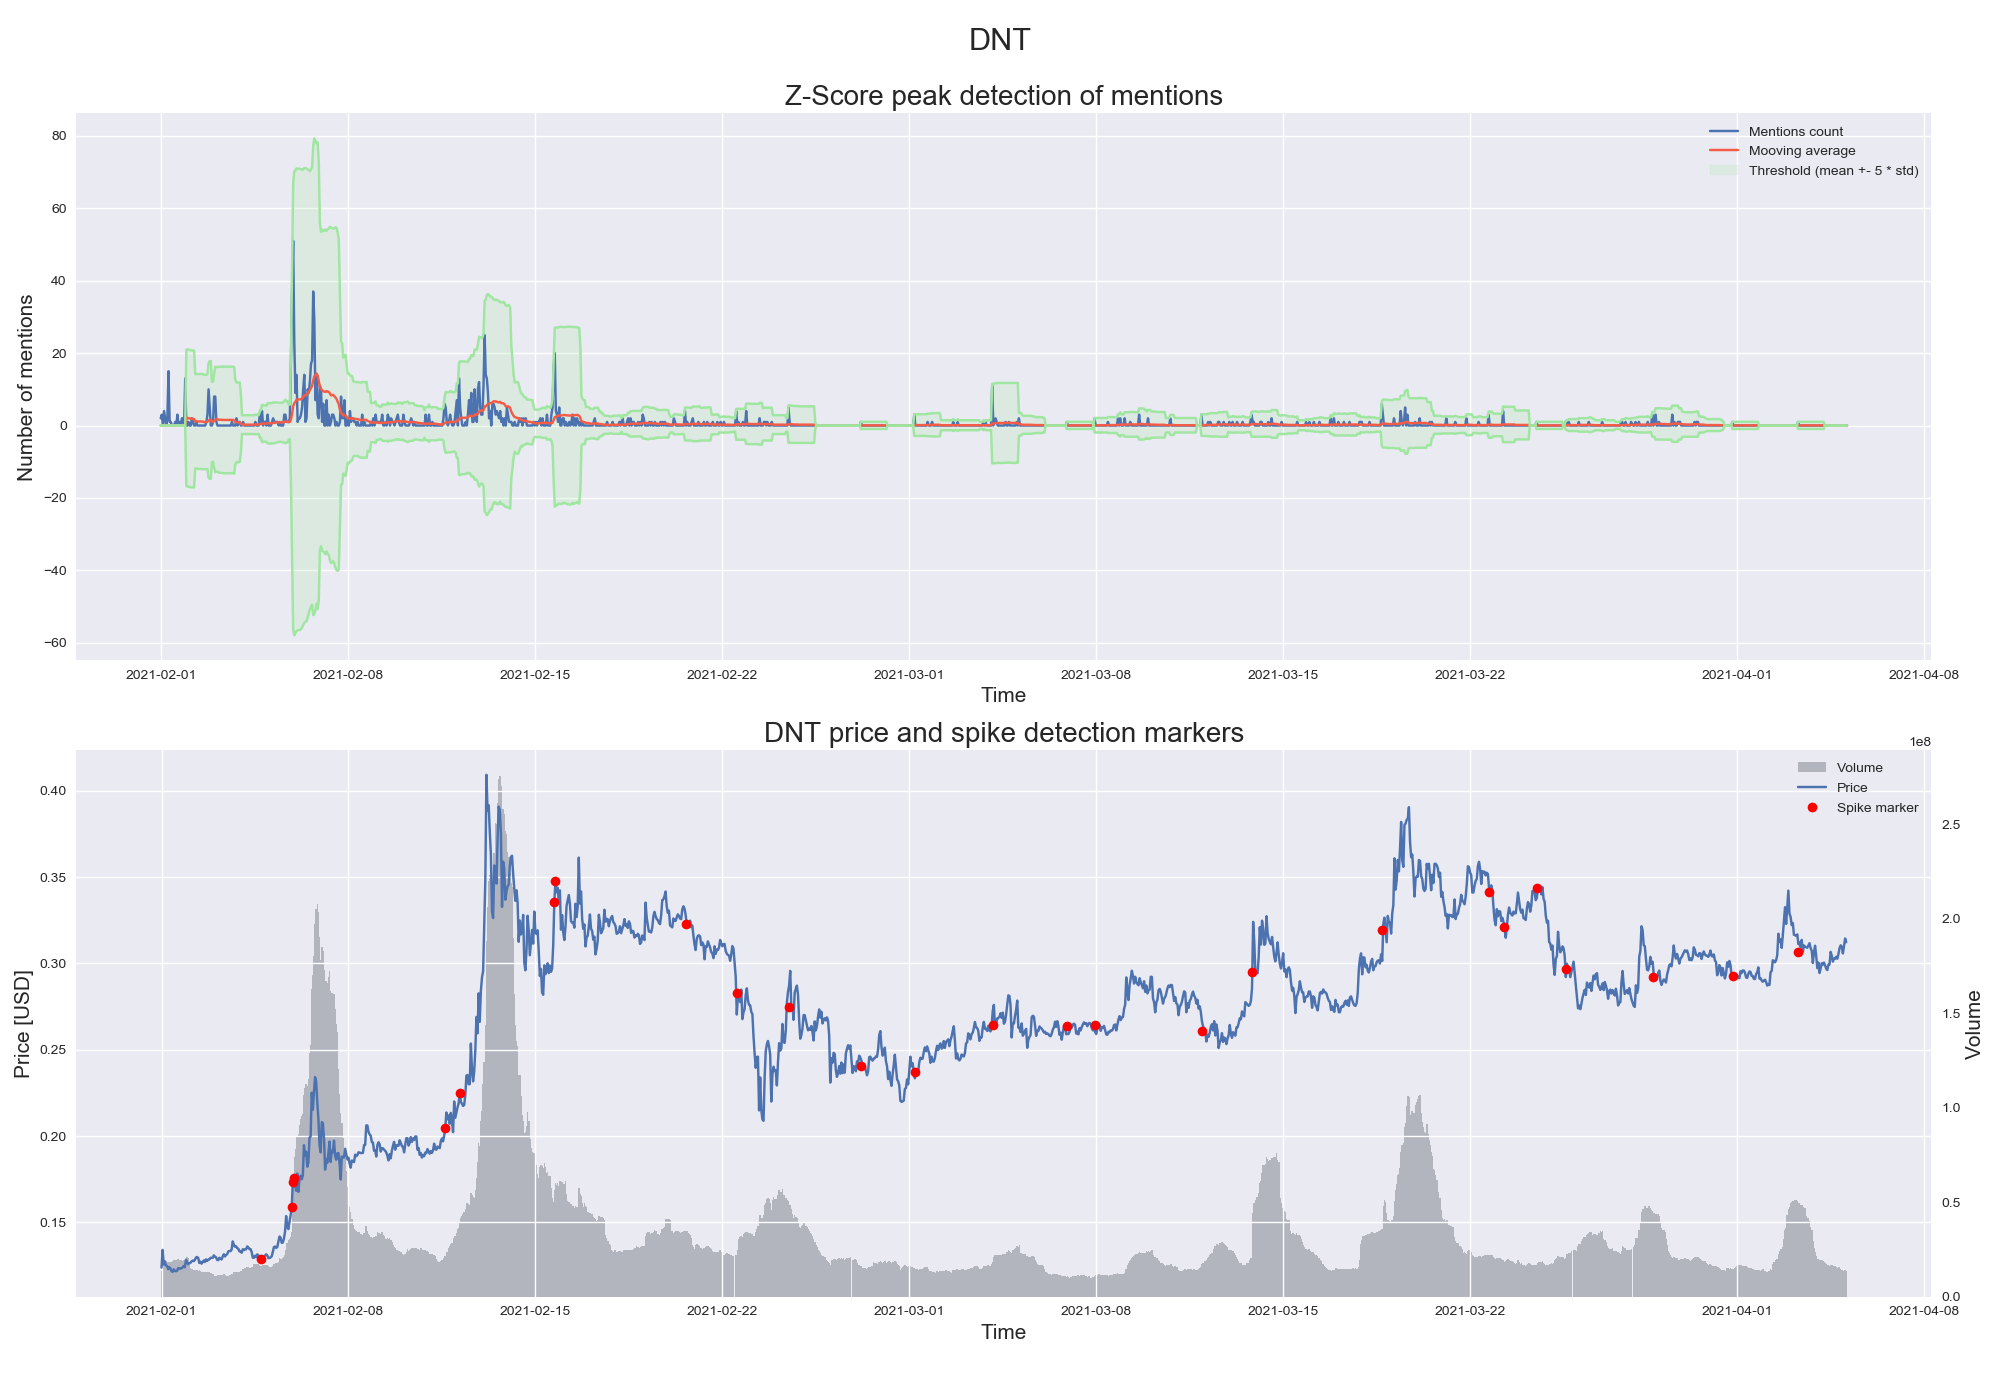 DNT
Z-Score peak detection of mentions
Mentions count
Mooving average
Threshold (mean +- 5 * std)
80
60
40
20
0
−20
−40
−60
Number of mentions
2021-02-01 2021-02-08 2021-02-15 2021-02-22 2021-03-01 2021-03-08 2021-03-15 2021-03-22 2021-04-01 2021-04-08
Time
DNT price and spike detection markers
1e8
Volume
Price
Spike marker
0.40
0.35
0.30
0.25
0.20
0.15
Price [USD]
2.5
2.0
1.5
1.0
0.5
0.0
Volume
2021-02-01 2021-02-08 2021-02-15 2021-02-22 2021-03-01 2021-03-08 2021-03-15 2021-03-22 2021-04-01 2021-04-08
Time